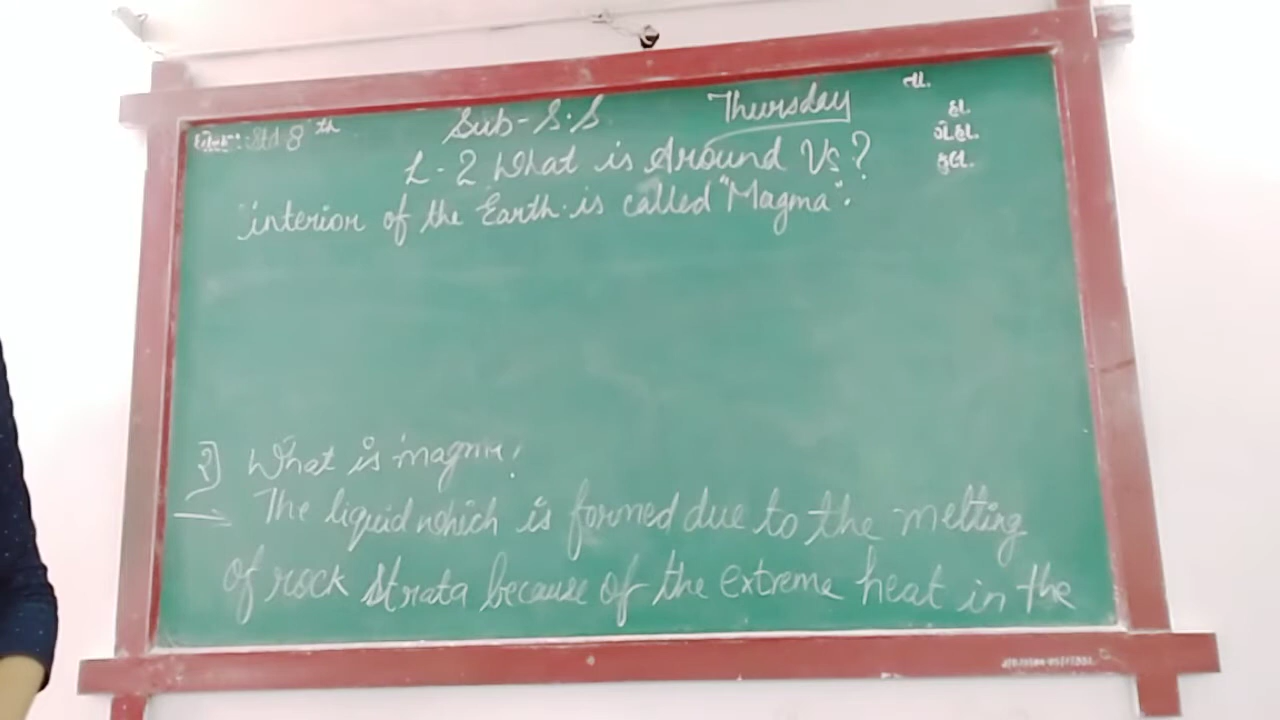 Std 8th
Sub-S.S
Thursday
તા.
હા.
ગે.હા.
કુલ.
L-2 What is Around Us?
interior of the Earth. is called "Magma".
2) What is magma?
The liquid which is formed due to the melting
of rock strata because of the extreme heat in the